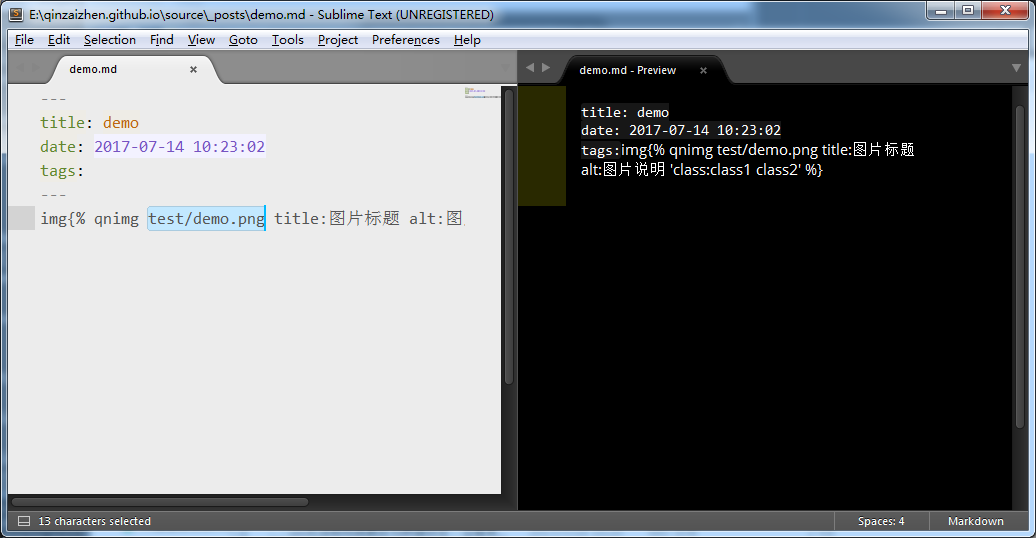 E:\qinzaizhen.github.io\source\_posts\demo.md - Sublime Text (UNREGISTERED)
File Edit Selection Find View Goto Tools Project Preferences Help
demo.md
---
title: demo
date: 2017-07-14 10:23:02
tags:
---
img{% qnimg test/demo.png title:图片标题 alt:图
demo.md - Preview
title: demo
date: 2017-07-14 10:23:02
tags:img{% qnimg test/demo.png title:图片标题
alt:图片说明 'class:class1 class2' %}
13 characters selected
Spaces: 4
Markdown